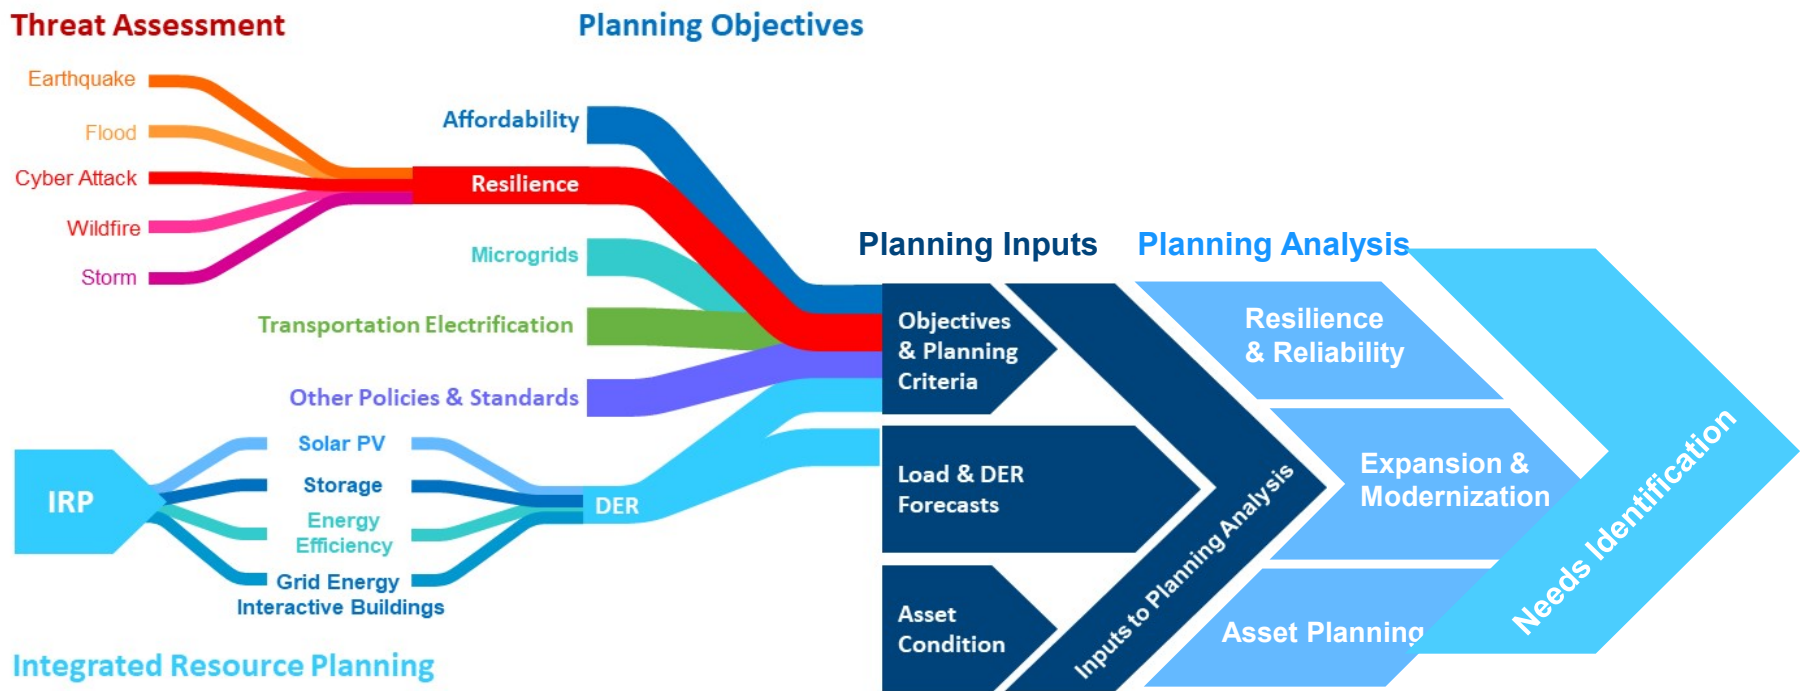 Threat Assessment
Earthquake
Flood
Cyber Attack
Wildfire
Storm
Planning Objectives
Affordability
Resilience
Microgrids
Transportation Electrification
Other Policies & Standards
IRP
Solar PV
Storage
Energy
Efficiency
Grid Energy
Interactive Buildings
DER
Integrated Resource Planning
Planning Inputs
Objectives
& Planning
Criteria
Load & DER
Forecasts
Asset
Condition
Inputs to Planning Analysis
Planning Analysis
Resilience
& Reliability
Expansion &
Modernization
Asset Planning
Needs Identification